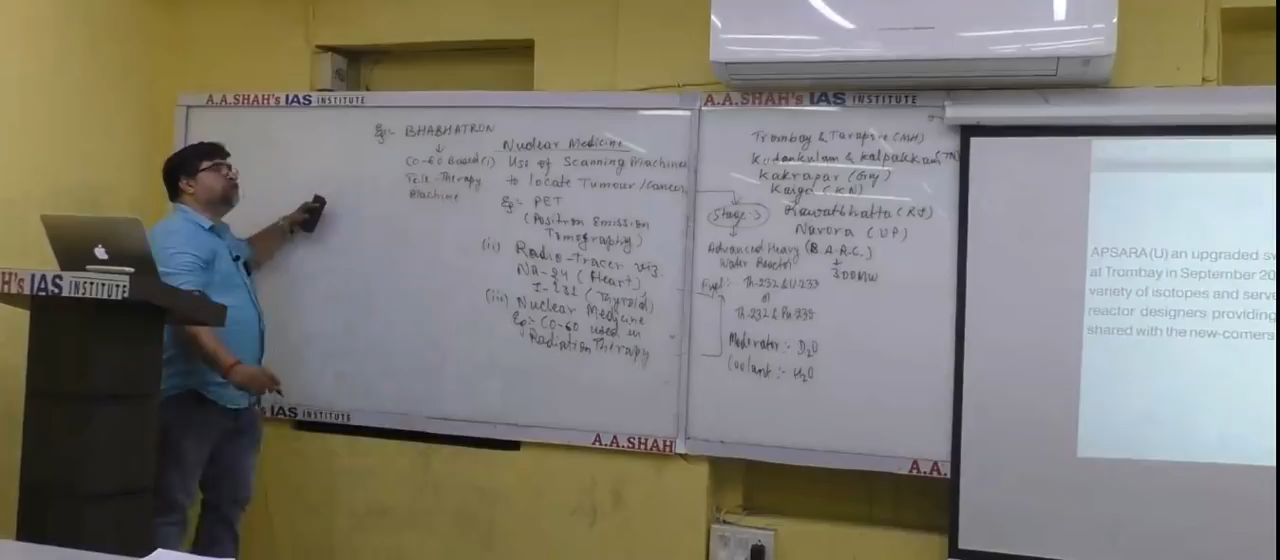 A.A.SHAH's IAS INSTITUTE
Eg:- BHABHATRON
CO-60 Based
Tele-Therapy
Machine
Nuclear Medicine
(i) Use of Scanning Machines
to locate Tumour/Cancer
Eg:- PET
(Positron Emission
Tomography)
(ii) Radio-Tracer viz.
Na-24 (Heart)
I-131 (Thyroid)
(iii) Nuclear Medicine
Eg:- CO-60 used in
Radiation Therapy
IAS INSTITUTE
A.A.SHAH
A.A.SHAH's IAS INSTITUTE
Trombay & Tarapore (MH)
Kudankulam & Kalpakkam (TN)
Kakrapar (Guj)
Kaiga (KN)
Rawatbhatta (RJ)
Narora (UP)
Stage-3
Advanced Heavy (B.A.R.C.)
Water Reactor
300MW
Fuel:- Th-232 & U-233
or
Th-232 & Pu-239
Moderator:- D2O
Coolant:- H2O
A.A.
H's IAS INSTITUTE
APSARA(U) an upgraded sw
at Trombay in September 20
variety of isotopes and serve
reactor designers providing
shared with the new-comers